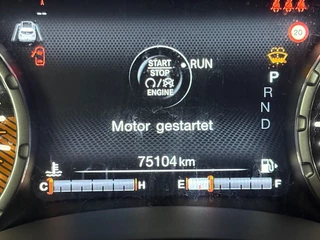 20
START
STOP
ENGINE
RUN
P
R
N
D
Motor gestartet
75104 km
C H
E F